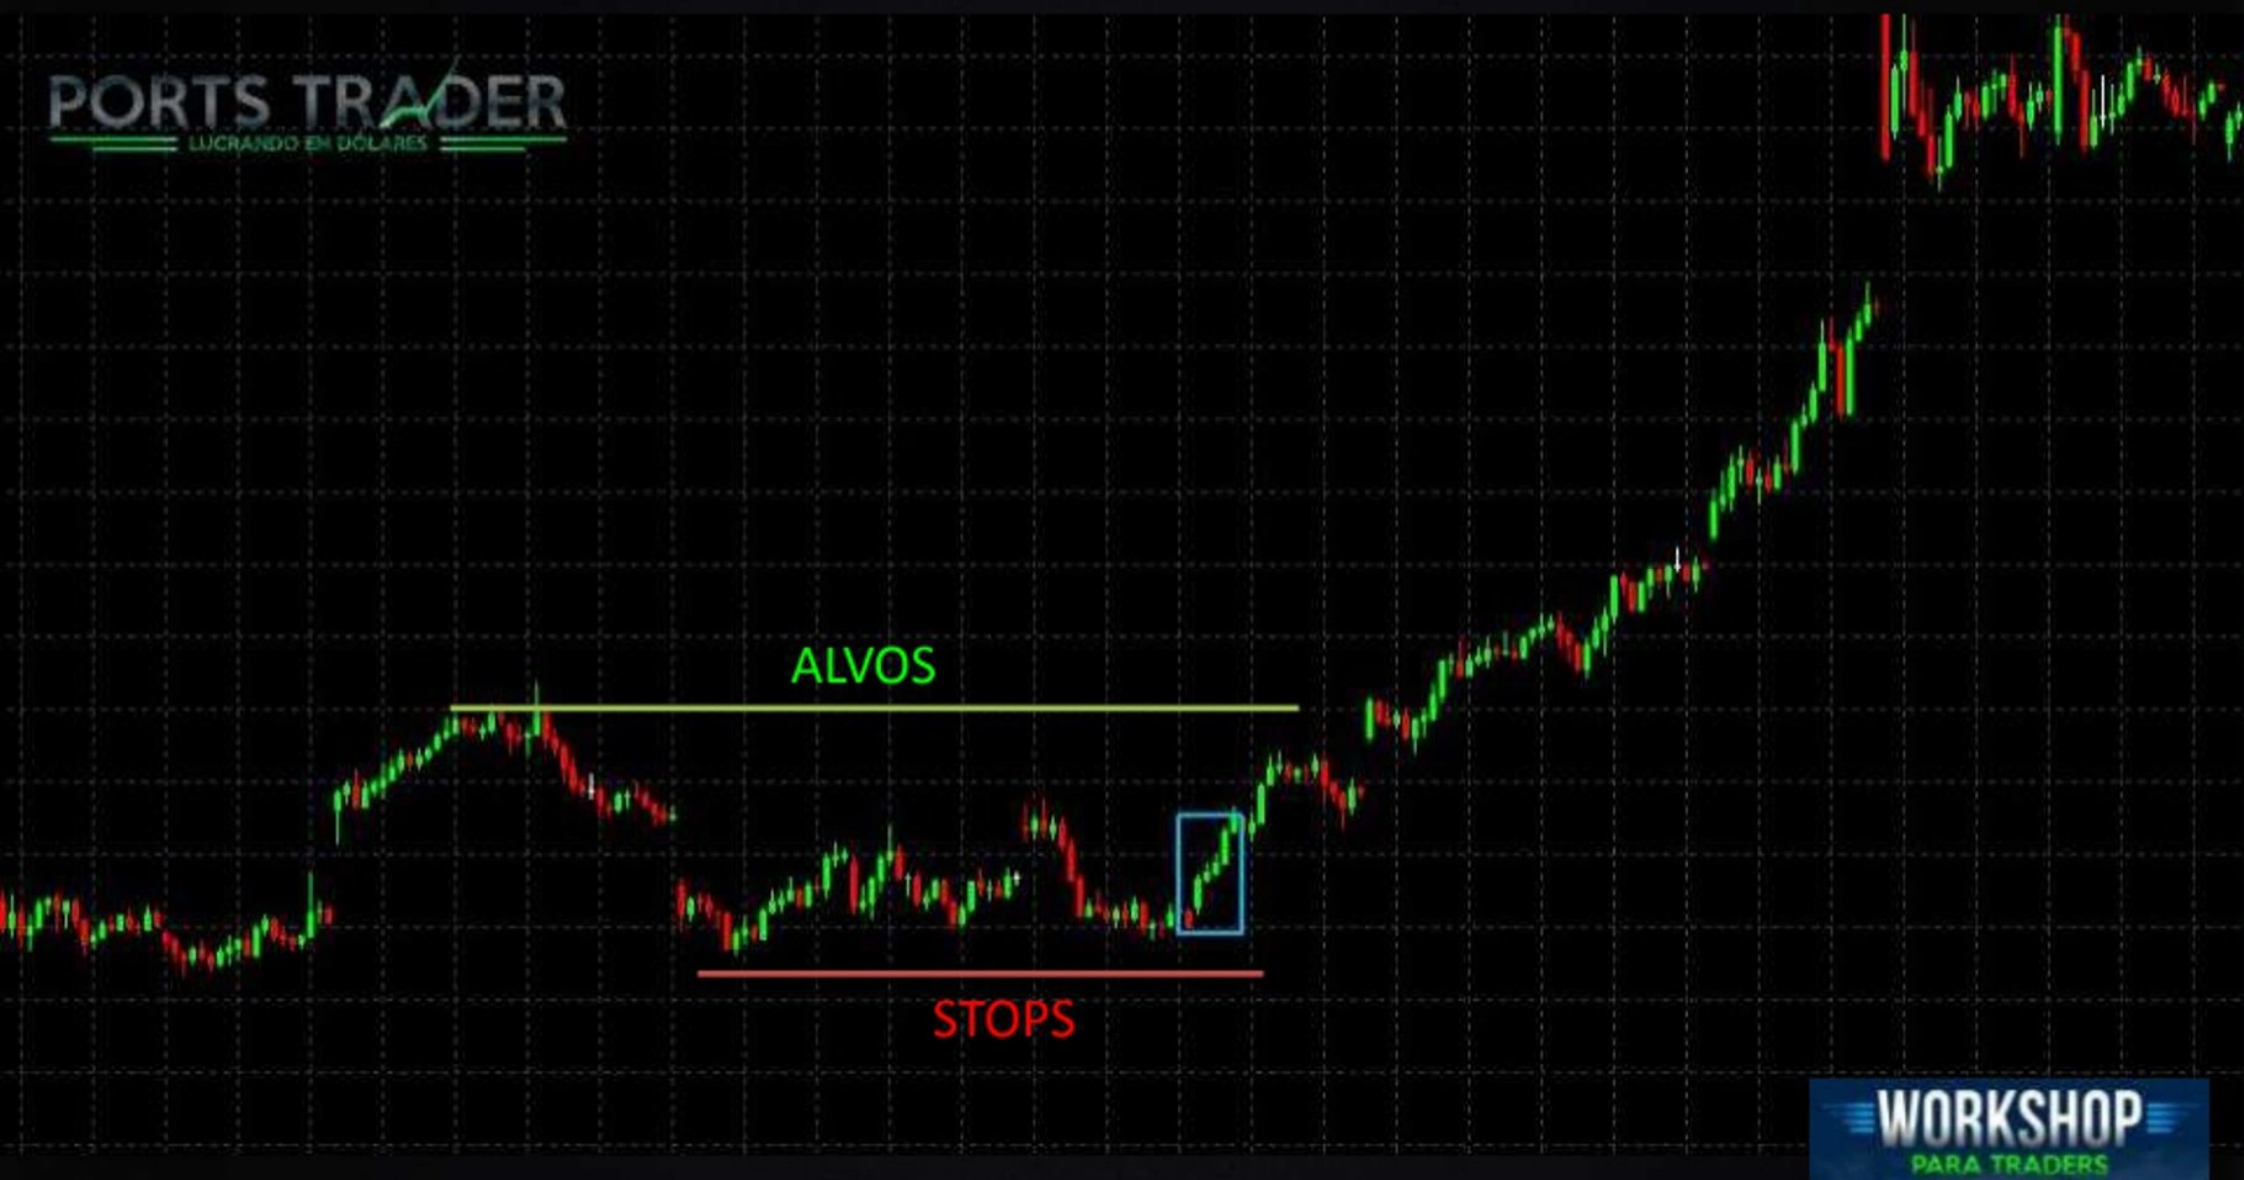 PORTS TRADER
LUCRANDO EM DÓLARES
ALVOS
STOPS
WORKSHOP
PARA TRADERS